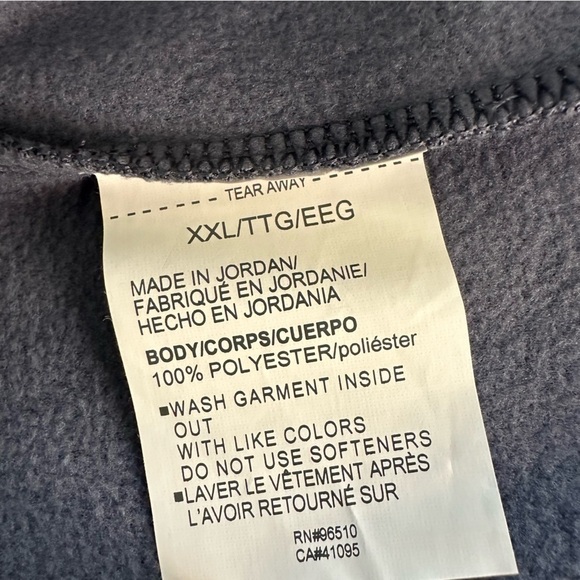 TEAR AWAY
XXL/TTG/EEG
MADE IN JORDAN/
FABRIQUÉ EN JORDANIE/
HECHO EN JORDANIA
BODY/CORPS/CUERPO
100% POLYESTER/poliéster
▪WASH GARMENT INSIDE
OUT
WITH LIKE COLORS
DO NOT USE SOFTENERS
▪LAVER LE VÊTEMENT APRÈS
L'AVOIR RETOURNÉ SUR
RN#96510
CA#41095